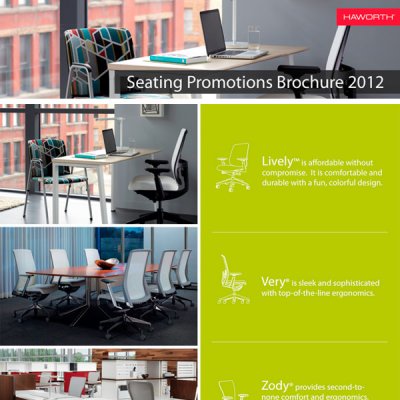 HAWORTH®
Seating Promotions Brochure 2012
Lively™ is affordable without
compromise. It is comfortable and
durable with a fun, colorful design.
Very® is sleek and sophisticated
with top-of-the-line ergonomics.
Zody® provides second-to-
none comfort and ergonomics.